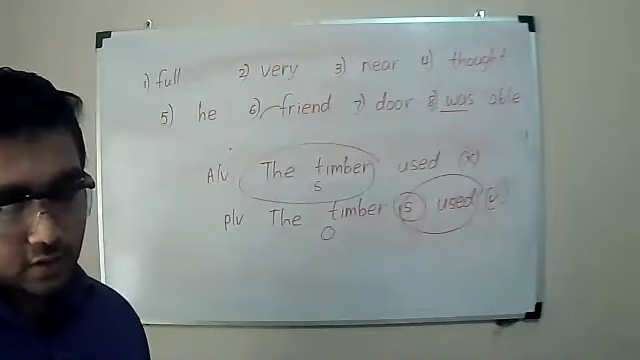 1) full 2) very 3) near 4) thought
5) he 6) friend 7) door 8) was able
A/v The timber used (x)
S
P/v The timber is used (v)
O